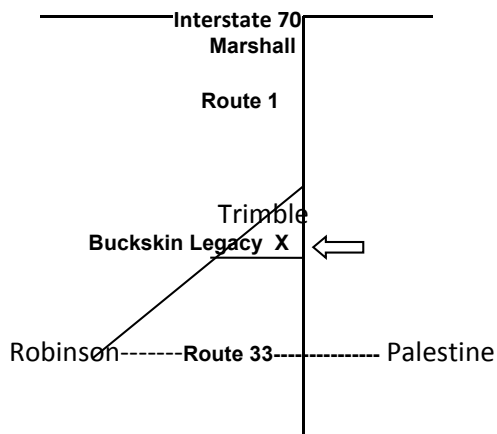 Interstate 70
Marshall
Route 1
Trimble
Buckskin Legacy X
Robinson-------Route 33--------------- Palestine